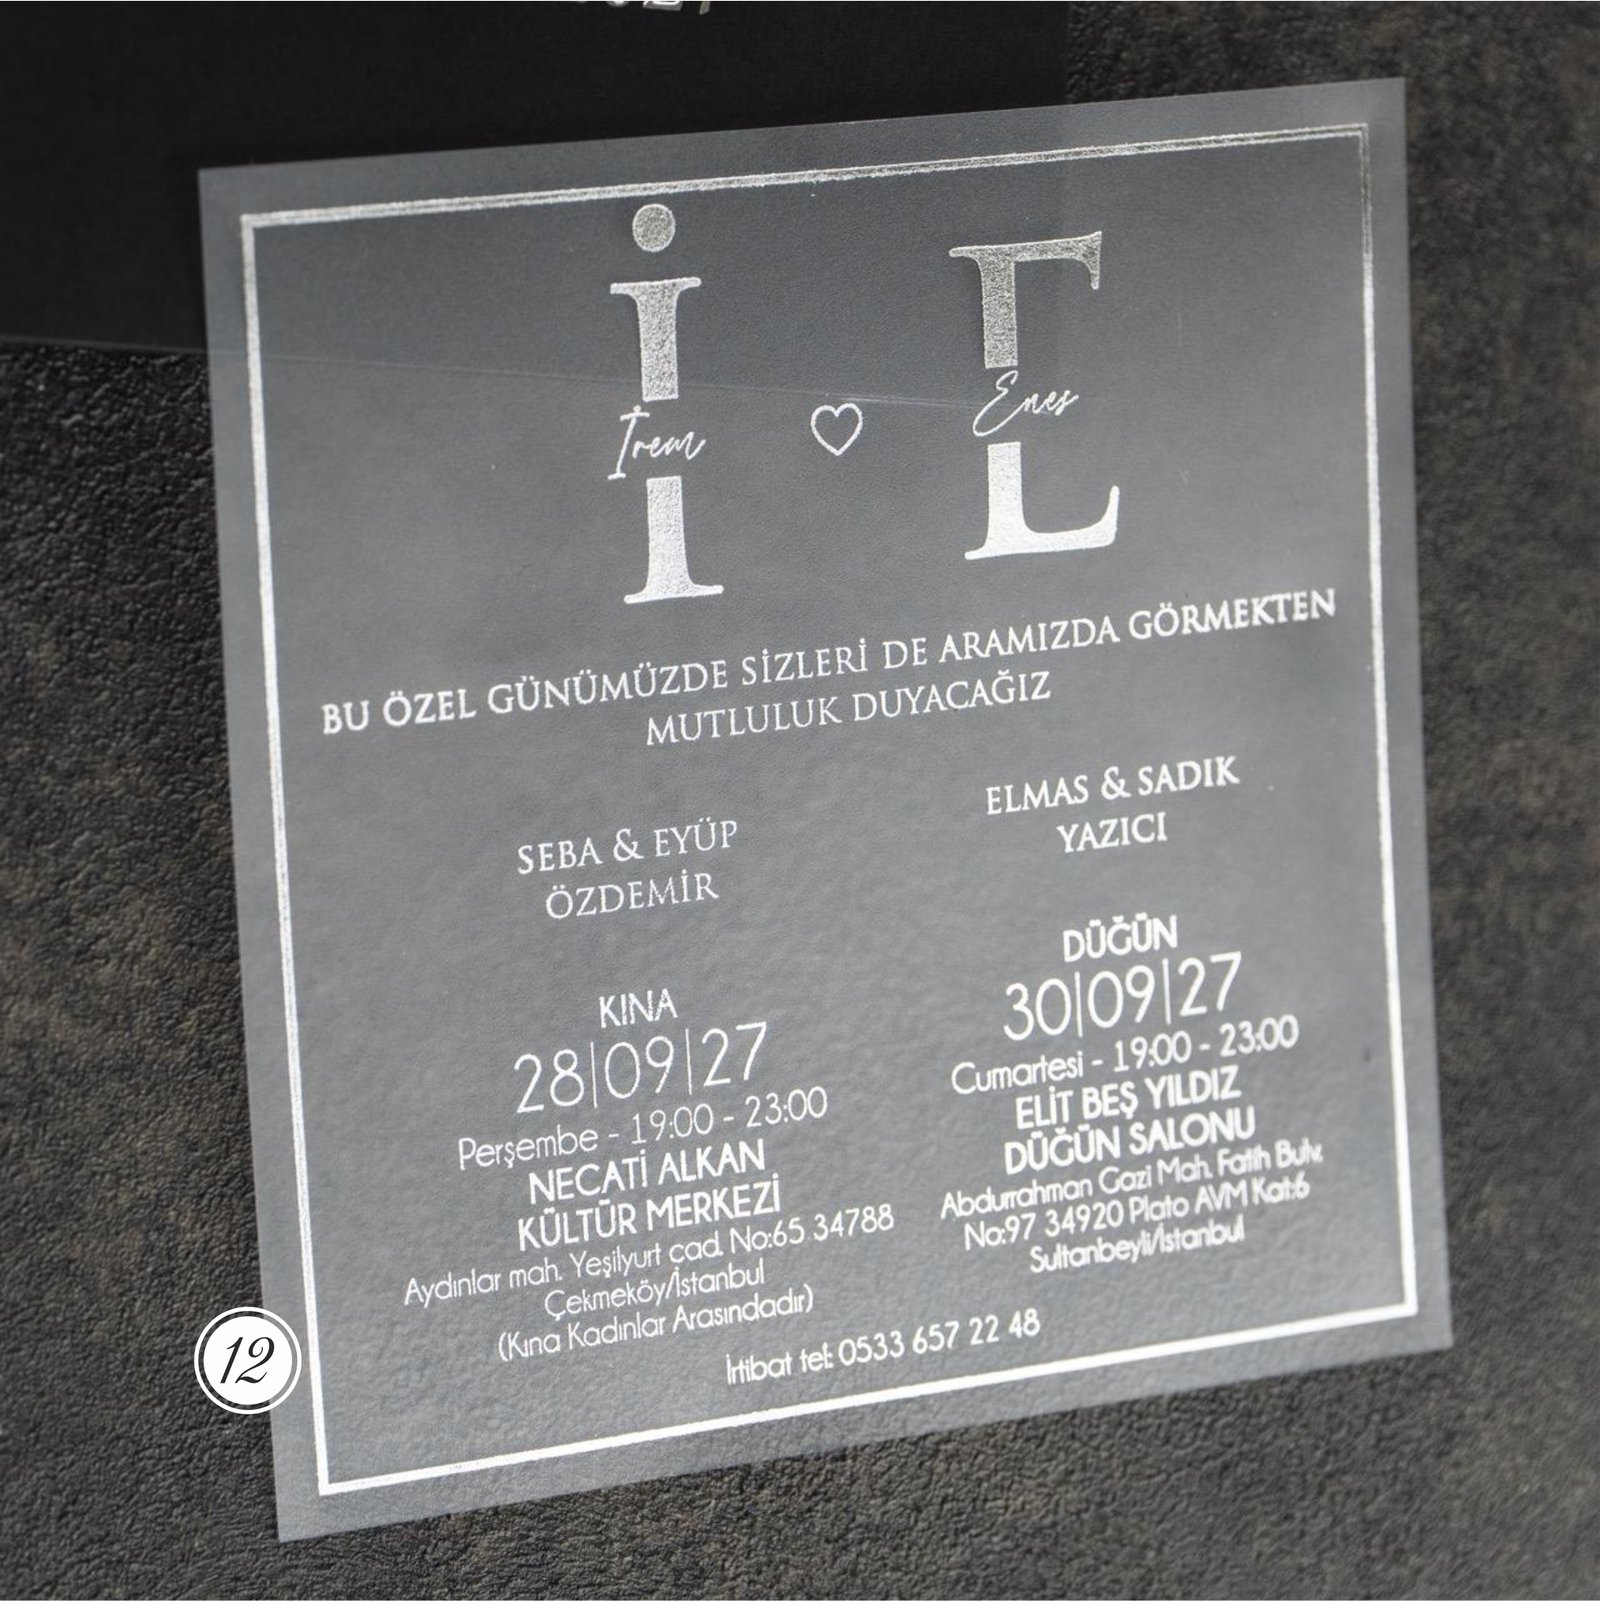 İ E
İrem
Enes
BU ÖZEL GÜNÜMÜZDE SİZLERİ DE ARAMIZDA GÖRMEKTEN
MUTLULUK DUYACAĞIZ
SEBA & EYÜP
ÖZDEMİR
ELMAS & SADIK
YAZICI
KINA
28|09|27
Perşembe - 19:00 - 23:00
NECATİ ALKAN
KÜLTÜR MERKEZİ
Aydınlar mah. Yeşilyurt cad. No:65 34788
Çekmeköy/İstanbul
(Kına Kadınlar Arasındadır)
DÜĞÜN
30|09|27
Cumartesi - 19:00 - 23:00
ELİT BEŞ YILDIZ
DÜĞÜN SALONU
Abdurrahman Gazi Mah. Fatih Bulv.
No:97 34920 Plato AVM Kat:6
Sultanbeyli/İstanbul
İrtibat tel: 0533 657 22 48
12